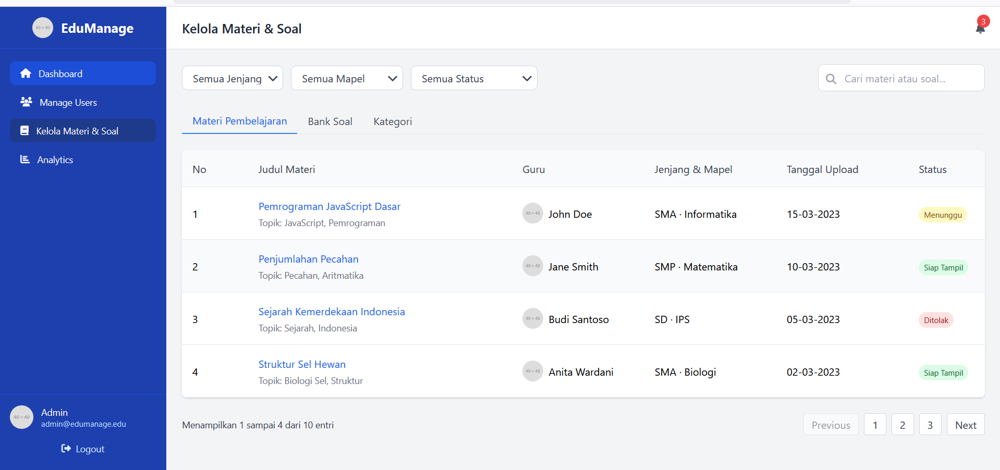 40 × 40
EduManage
Dashboard
Manage Users
Kelola Materi & Soal
Analytics
40 × 40
Admin
admin@edumanage.edu
Logout
Kelola Materi & Soal
3
Semua Jenjang
Semua Mapel
Semua Status
Cari materi atau soal...
Materi Pembelajaran
Bank Soal
Kategori
No
Judul Materi
Guru
Jenjang & Mapel
Tanggal Upload
Status
1
Pemrograman JavaScript Dasar
Topik: JavaScript, Pemrograman
40 × 40
John Doe
SMA · Informatika
15-03-2023
Menunggu
2
Penjumlahan Pecahan
Topik: Pecahan, Aritmatika
40 × 40
Jane Smith
SMP · Matematika
10-03-2023
Siap Tampil
3
Sejarah Kemerdekaan Indonesia
Topik: Sejarah, Indonesia
40 × 40
Budi Santoso
SD · IPS
05-03-2023
Ditolak
4
Struktur Sel Hewan
Topik: Biologi Sel, Struktur
40 × 40
Anita Wardani
SMA · Biologi
02-03-2023
Siap Tampil
Menampilkan 1 sampai 4 dari 10 entri
Previous
1
2
3
Next